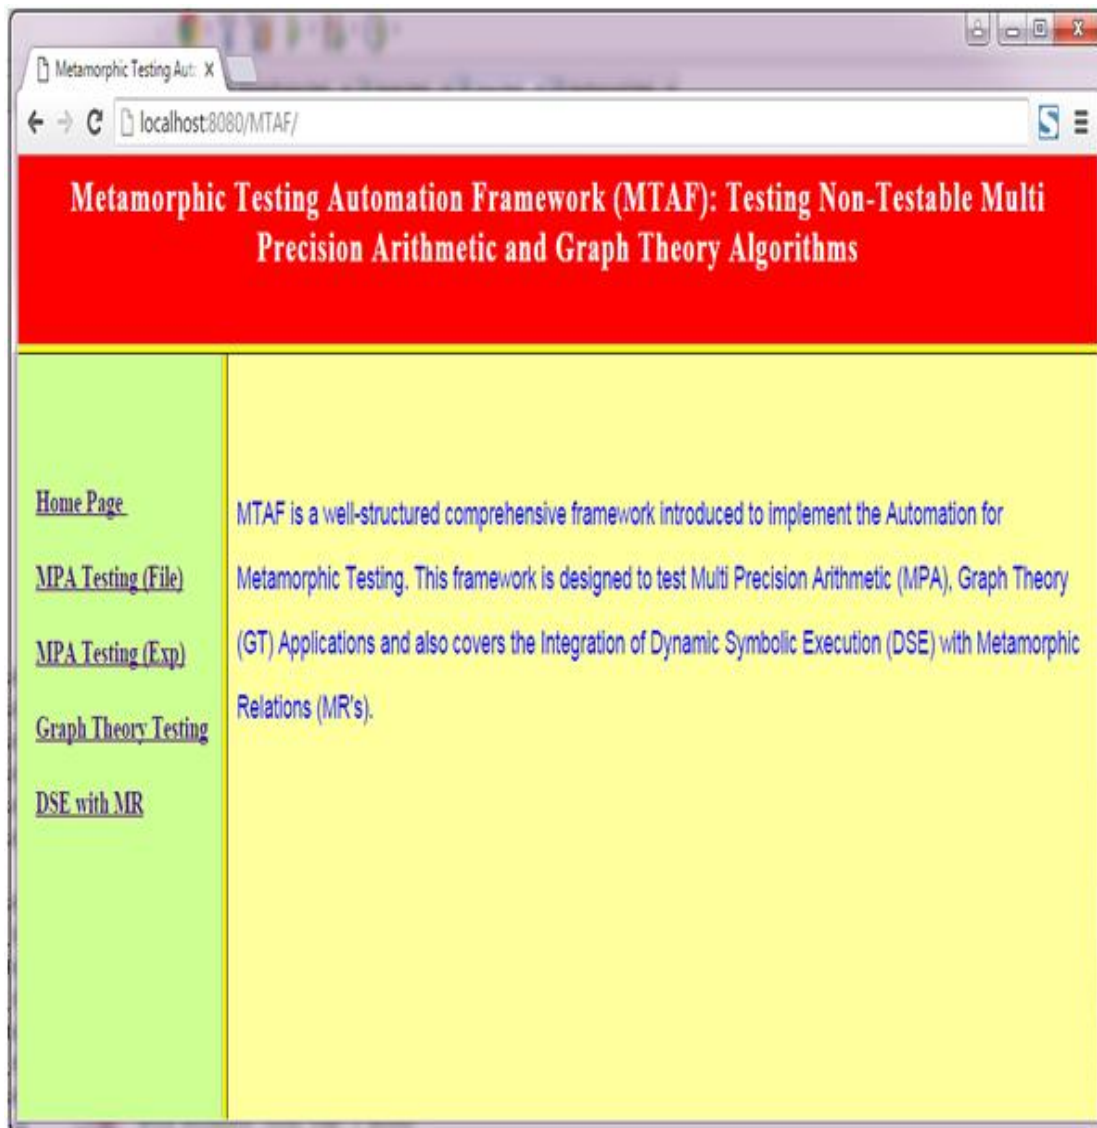 Metamorphic Testing Aut: X
localhost:8080/MTAF/
S
Metamorphic Testing Automation Framework (MTAF): Testing Non-Testable Multi
Precision Arithmetic and Graph Theory Algorithms
Home Page
MPA Testing (File)
MPA Testing (Exp)
Graph Theory Testing
DSE with MR
MTAF is a well-structured comprehensive framework introduced to implement the Automation for
Metamorphic Testing. This framework is designed to test Multi Precision Arithmetic (MPA), Graph Theory
(GT) Applications and also covers the Integration of Dynamic Symbolic Execution (DSE) with Metamorphic
Relations (MR's).